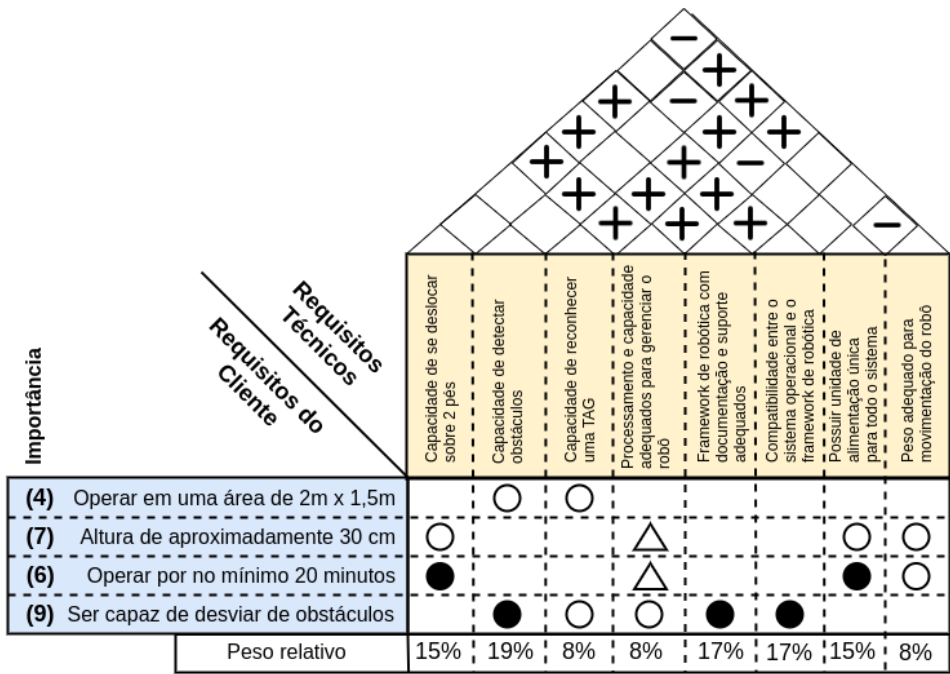 Requisitos
Técnicos
Requisitos do
Cliente
Importância
Capacidade de se deslocar
sobre 2 pés
Capacidade de detectar
obstáculos
Capacidade de reconhecer
uma TAG
Processamento e capacidade
adequados para gerenciar o
robô
Framework de robótica com
documentação e suporte
adequados
Compatibilidade entre o
sistema operacional e o
framework de robótica
Possuir unidade de
alimentação única
para todo o sistema
Peso adequado para
movimentação do robô
(4) Operar em uma área de 2m x 1,5m
(7) Altura de aproximadamente 30 cm
(6) Operar por no mínimo 20 minutos
(9) Ser capaz de desviar de obstáculos
Peso relativo 15% 19% 8% 8% 17% 17% 15% 8%